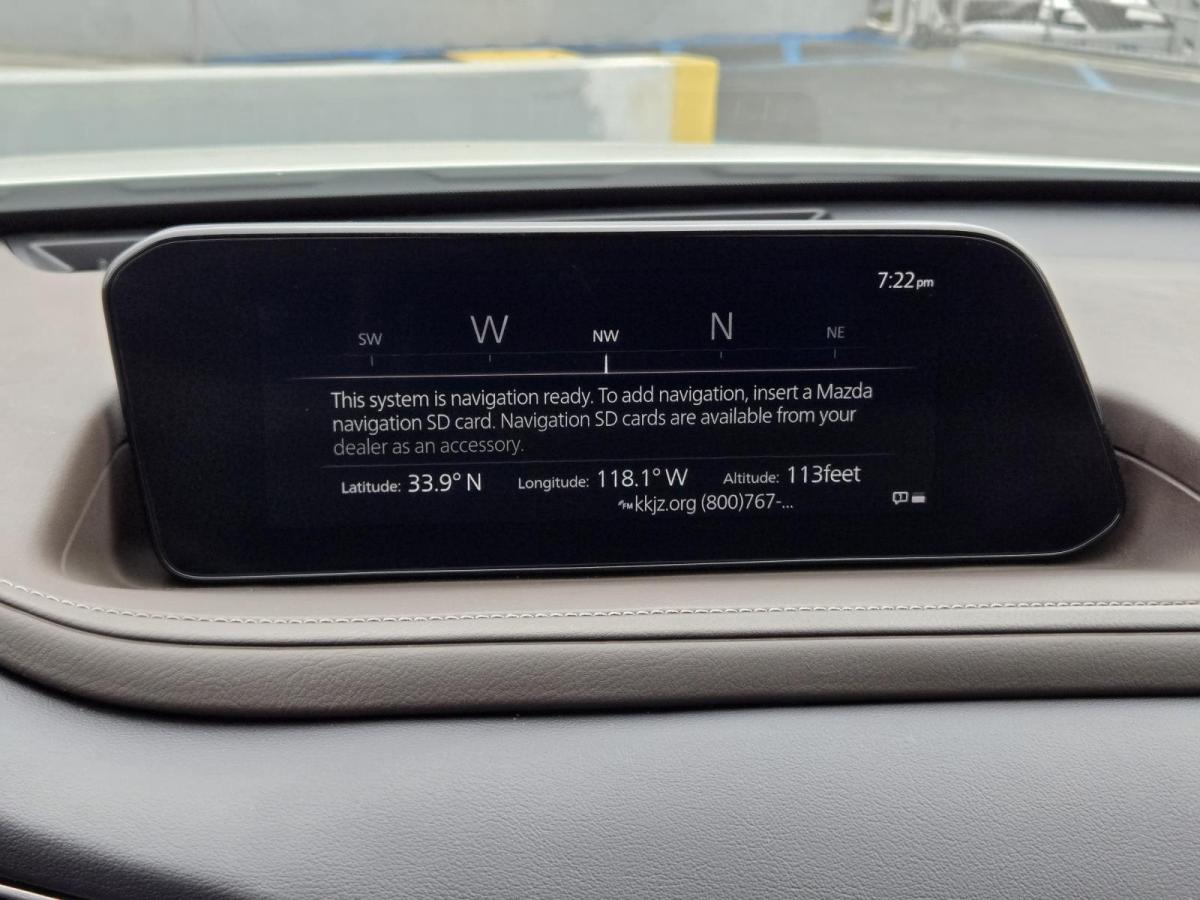 7:22pm
SW W NW N NE
This system is navigation ready. To add navigation, insert a Mazda
navigation SD card. Navigation SD cards are available from your
dealer as an accessory.
Latitude: 33.9° N Longitude: 118.1° W Altitude: 113feet
FM kkjz.org (800)767-...